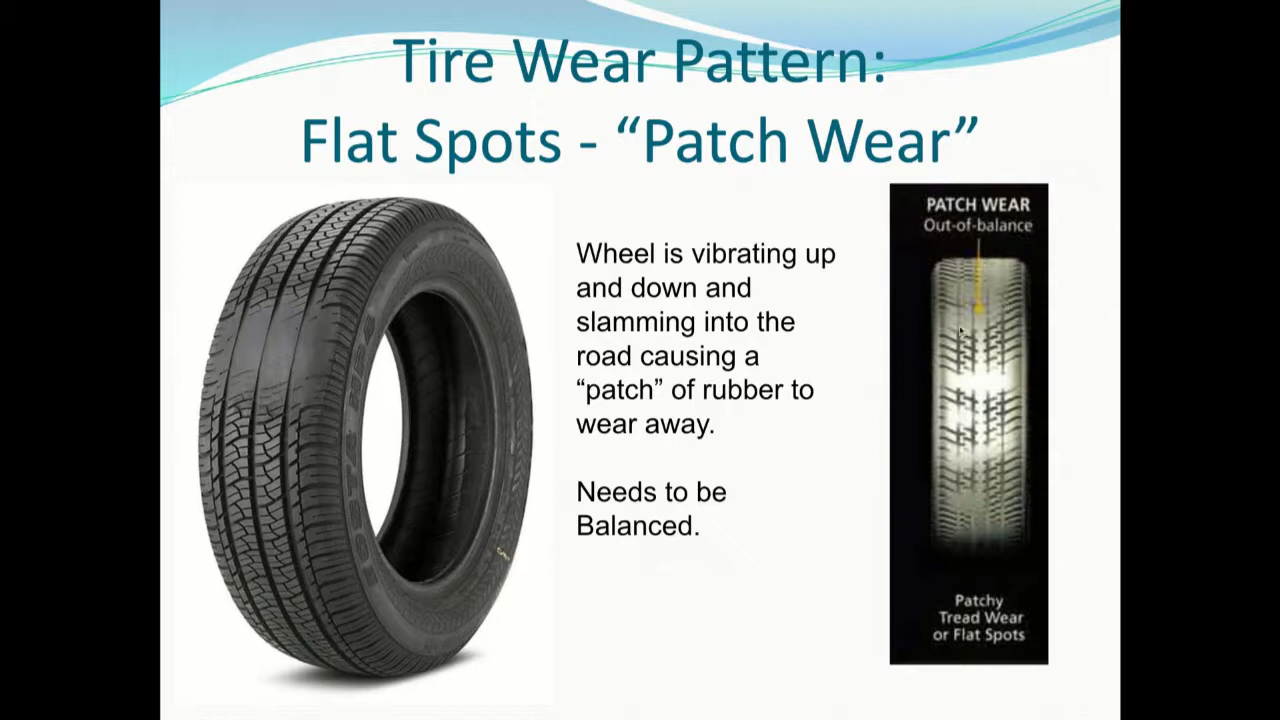 Tire Wear Pattern:
Flat Spots - “Patch Wear”
Wheel is vibrating up
and down and
slamming into the
road causing a
“patch” of rubber to
wear away.
Needs to be
Balanced.
PATCH WEAR
Out-of-balance
Patchy
Tread Wear
or Flat Spots